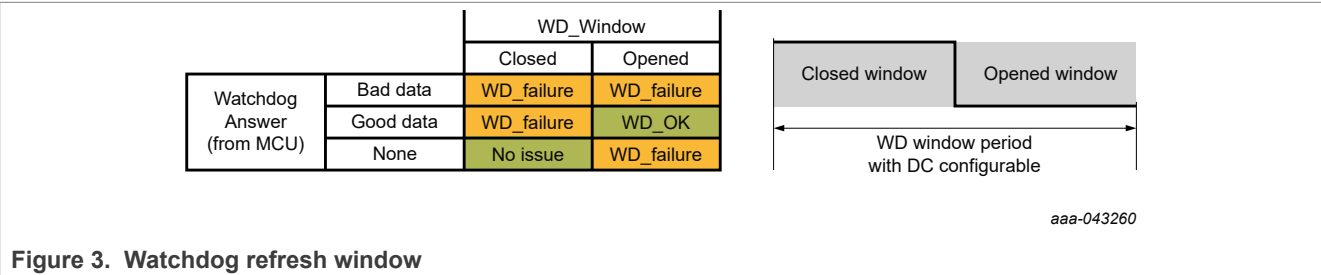 WD_Window
Closed Opened
Watchdog Answer (from MCU)
Bad data WD_failure WD_failure
Good data WD_failure WD_OK
None No issue WD_failure
Closed window Opened window
WD window period
with DC configurable
aaa-043260
Figure 3. Watchdog refresh window